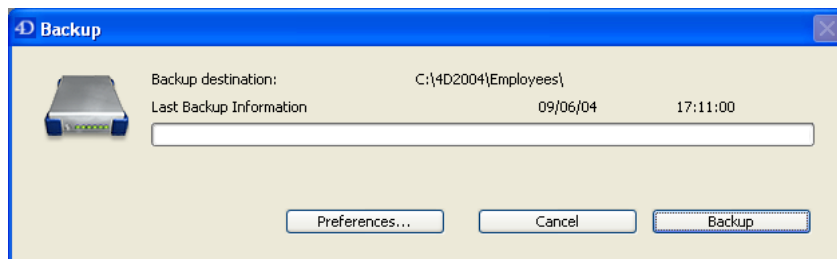 4D Backup
Backup destination: C:\4D2004\Employees\
Last Backup Information 09/06/04 17:11:00
Preferences... Cancel Backup